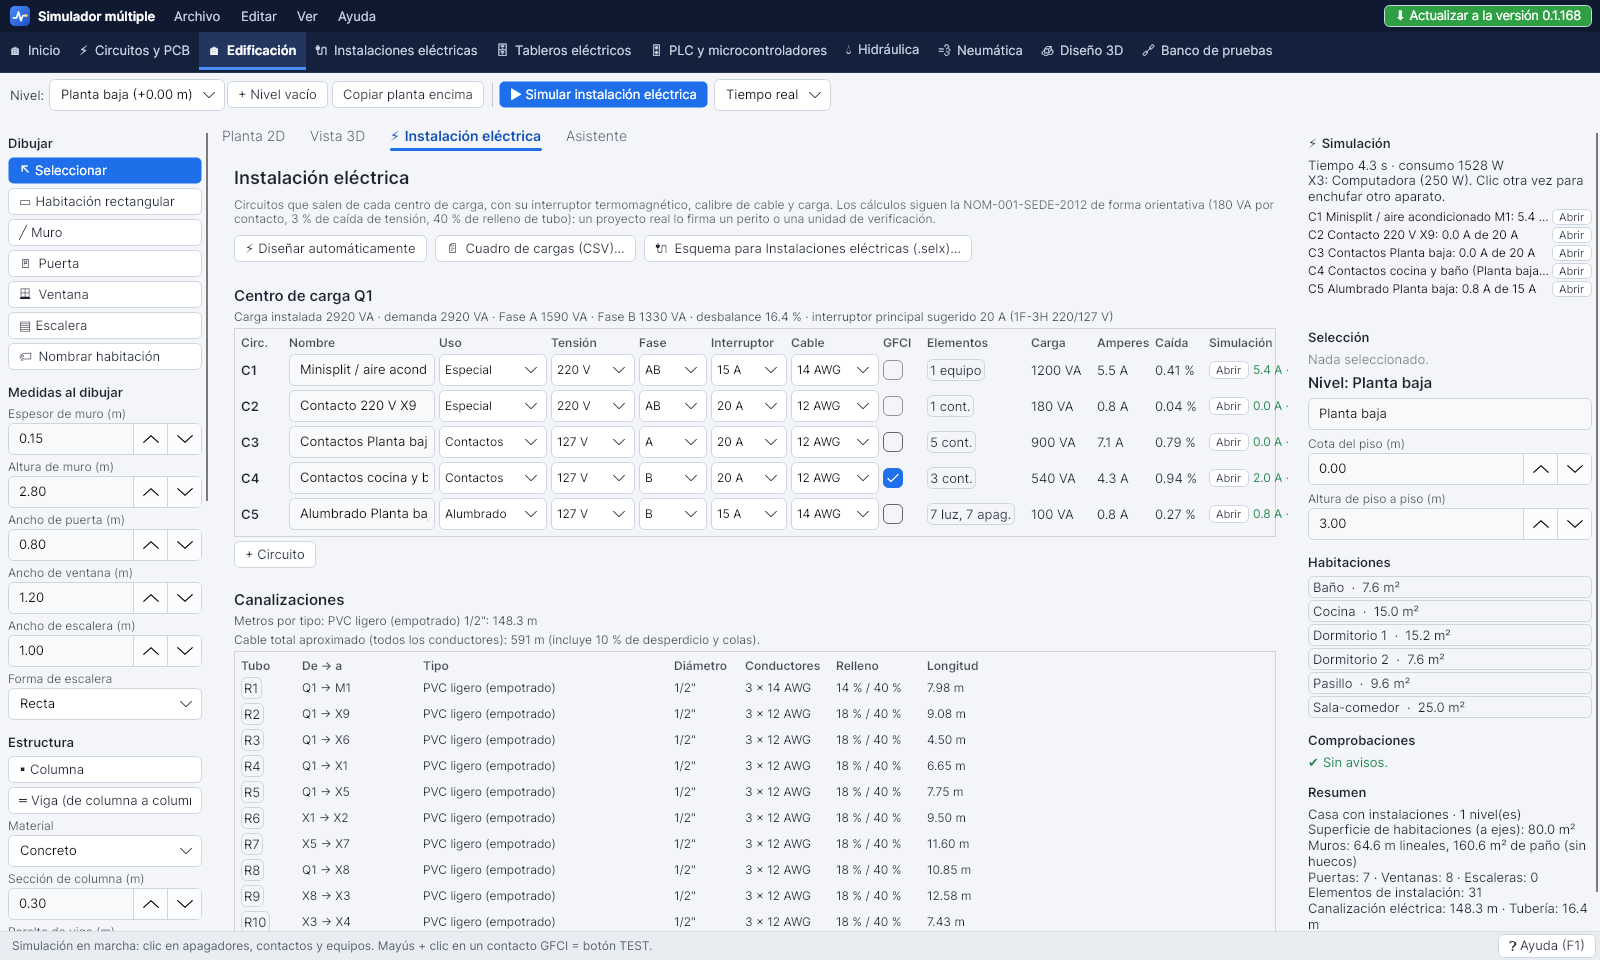 Simulador múltiple Archivo Editar Ver Ayuda
⬇ Actualizar a la versión 0.1.168
Inicio Circuitos y PCB Edificación Instalaciones eléctricas Tableros eléctricos PLC y microcontroladores Hidráulica Neumática Diseño 3D Banco de pruebas
Nivel: Planta baja (+0.00 m) + Nivel vacío Copiar planta encima ▶ Simular instalación eléctrica Tiempo real
Dibujar
Seleccionar
Habitación rectangular
Muro
Puerta
Ventana
Escalera
Nombrar habitación
Medidas al dibujar
Espesor de muro (m)
0.15
Altura de muro (m)
2.80
Ancho de puerta (m)
0.80
Ancho de ventana (m)
1.20
Ancho de escalera (m)
1.00
Forma de escalera
Recta
Estructura
Columna
Viga (de columna a colum
Material
Concreto
Sección de columna (m)
0.30
Planta 2D Vista 3D ⚡ Instalación eléctrica Asistente
Instalación eléctrica
Circuitos que salen de cada centro de carga, con su interruptor termomagnético, calibre de cable y carga. Los cálculos siguen la NOM-001-SEDE-2012 de forma orientativa (180 VA por
contacto, 3 % de caída de tensión, 40 % de relleno de tubo): un proyecto real lo firma un perito o una unidad de verificación.
⚡ Diseñar automáticamente Cuadro de cargas (CSV)... Esquema para Instalaciones eléctricas (.selx)...
Centro de carga Q1
Carga instalada 2920 VA · demanda 2920 VA · Fase A 1590 VA · Fase B 1330 VA · desbalance 16.4 % · interruptor principal sugerido 20 A (1F-3H 220/127 V)
Circ. Nombre Uso Tensión Fase Interruptor Cable GFCI Elementos Carga Amperes Caída Simulación
C1 Minisplit / aire acond Especial 220 V AB 15 A 14 AWG 1 equipo 1200 VA 5.5 A 0.41 % Abrir 5.4 A ·
C2 Contacto 220 V X9 Especial 220 V AB 20 A 12 AWG 1 cont. 180 VA 0.8 A 0.04 % Abrir 0.0 A ·
C3 Contactos Planta baj Contactos 127 V A 20 A 12 AWG 5 cont. 900 VA 7.1 A 0.79 % Abrir 0.0 A ·
C4 Contactos cocina y b Contactos 127 V B 20 A 12 AWG 3 cont. 540 VA 4.3 A 0.94 % Abrir 2.0 A ·
C5 Alumbrado Planta ba Alumbrado 127 V B 15 A 14 AWG 7 luz, 7 apag. 100 VA 0.8 A 0.27 % Abrir 0.8 A ·
+ Circuito
Canalizaciones
Metros por tipo: PVC ligero (empotrado) 1/2": 148.3 m
Cable total aproximado (todos los conductores): 591 m (incluye 10 % de desperdicio y colas).
Tubo De → a Tipo Diámetro Conductores Relleno Longitud
R1 Q1 → M1 PVC ligero (empotrado) 1/2" 3 × 14 AWG 14 % / 40 % 7.98 m
R2 Q1 → X9 PVC ligero (empotrado) 1/2" 3 × 12 AWG 18 % / 40 % 9.08 m
R3 Q1 → X6 PVC ligero (empotrado) 1/2" 3 × 12 AWG 18 % / 40 % 4.50 m
R4 Q1 → X1 PVC ligero (empotrado) 1/2" 3 × 12 AWG 18 % / 40 % 6.65 m
R5 Q1 → X5 PVC ligero (empotrado) 1/2" 3 × 12 AWG 18 % / 40 % 7.75 m
R6 X1 → X2 PVC ligero (empotrado) 1/2" 3 × 12 AWG 18 % / 40 % 9.50 m
R7 X5 → X7 PVC ligero (empotrado) 1/2" 3 × 12 AWG 18 % / 40 % 11.60 m
R8 Q1 → X8 PVC ligero (empotrado) 1/2" 3 × 12 AWG 18 % / 40 % 10.85 m
R9 X8 → X3 PVC ligero (empotrado) 1/2" 3 × 12 AWG 18 % / 40 % 12.58 m
R10 X3 → X4 PVC ligero (empotrado) 1/2" 3 × 12 AWG 18 % / 40 % 7.43 m
⚡ Simulación
Tiempo 4.3 s · consumo 1528 W
X3: Computadora (250 W). Clic otra vez para
enchufar otro aparato.
C1 Minisplit / aire acondicionado M1: 5.4 ... Abrir
C2 Contacto 220 V X9: 0.0 A de 20 A Abrir
C3 Contactos Planta baja: 0.0 A de 20 A Abrir
C4 Contactos cocina y baño (Planta baja... Abrir
C5 Alumbrado Planta baja: 0.8 A de 15 A Abrir
Selección
Nada seleccionado.
Nivel: Planta baja
Planta baja
Cota del piso (m)
0.00
Altura de piso a piso (m)
3.00
Habitaciones
Baño · 7.6 m²
Cocina · 15.0 m²
Dormitorio 1 · 15.2 m²
Dormitorio 2 · 7.6 m²
Pasillo · 9.6 m²
Sala-comedor · 25.0 m²
Comprobaciones
✔ Sin avisos.
Resumen
Casa con instalaciones · 1 nivel(es)
Superficie de habitaciones (a ejes): 80.0 m²
Muros: 64.6 m lineales, 160.6 m² de paño (sin
huecos)
Puertas: 7 · Ventanas: 8 · Escaleras: 0
Elementos de instalación: 31
Canalización eléctrica: 148.3 m · Tubería: 16.4
m
Simulación en marcha: clic en apagadores, contactos y equipos. Mayús + clic en un contacto GFCI = botón TEST.
? Ayuda (F1)